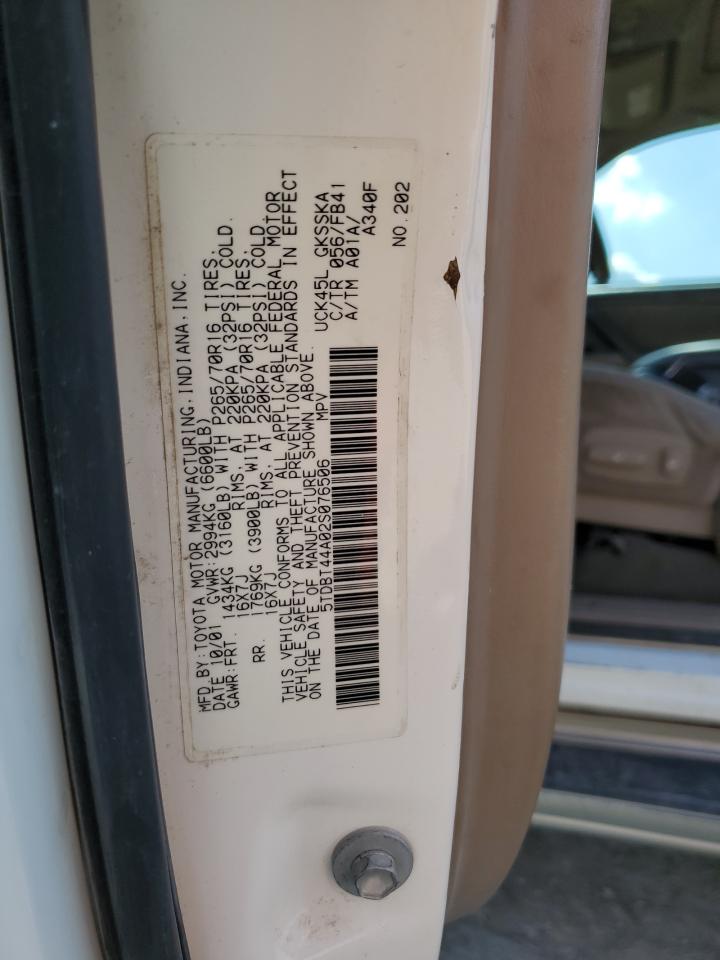 MFD.BY:TOYOTA MOTOR MANUFACTURING,INDIANA,INC.
DATE 10/01 GVWR:2994KG (6600LB)
GAWR:FRT. 1434KG (3160LB) WITH P265/70R16 TIRES,
16X7J RIMS, AT 220KPA (32PSI) COLD.
RR. 1769KG (3900LB) WITH P265/70R16 TIRES,
16X7J RIMS, AT 220KPA (32PSI) COLD.
THIS VEHICLE CONFORMS TO ALL APPLICABLE FEDERAL MOTOR
VEHICLE SAFETY AND THEFT PREVENTION STANDARDS IN EFFECT
ON THE DATE OF MANUFACTURE SHOWN ABOVE.
5TDBT44A02S076506 MPV
UCK45L GKSSKA
C/TR 056/FB41
A/TM A01A/
A340F
NO.202